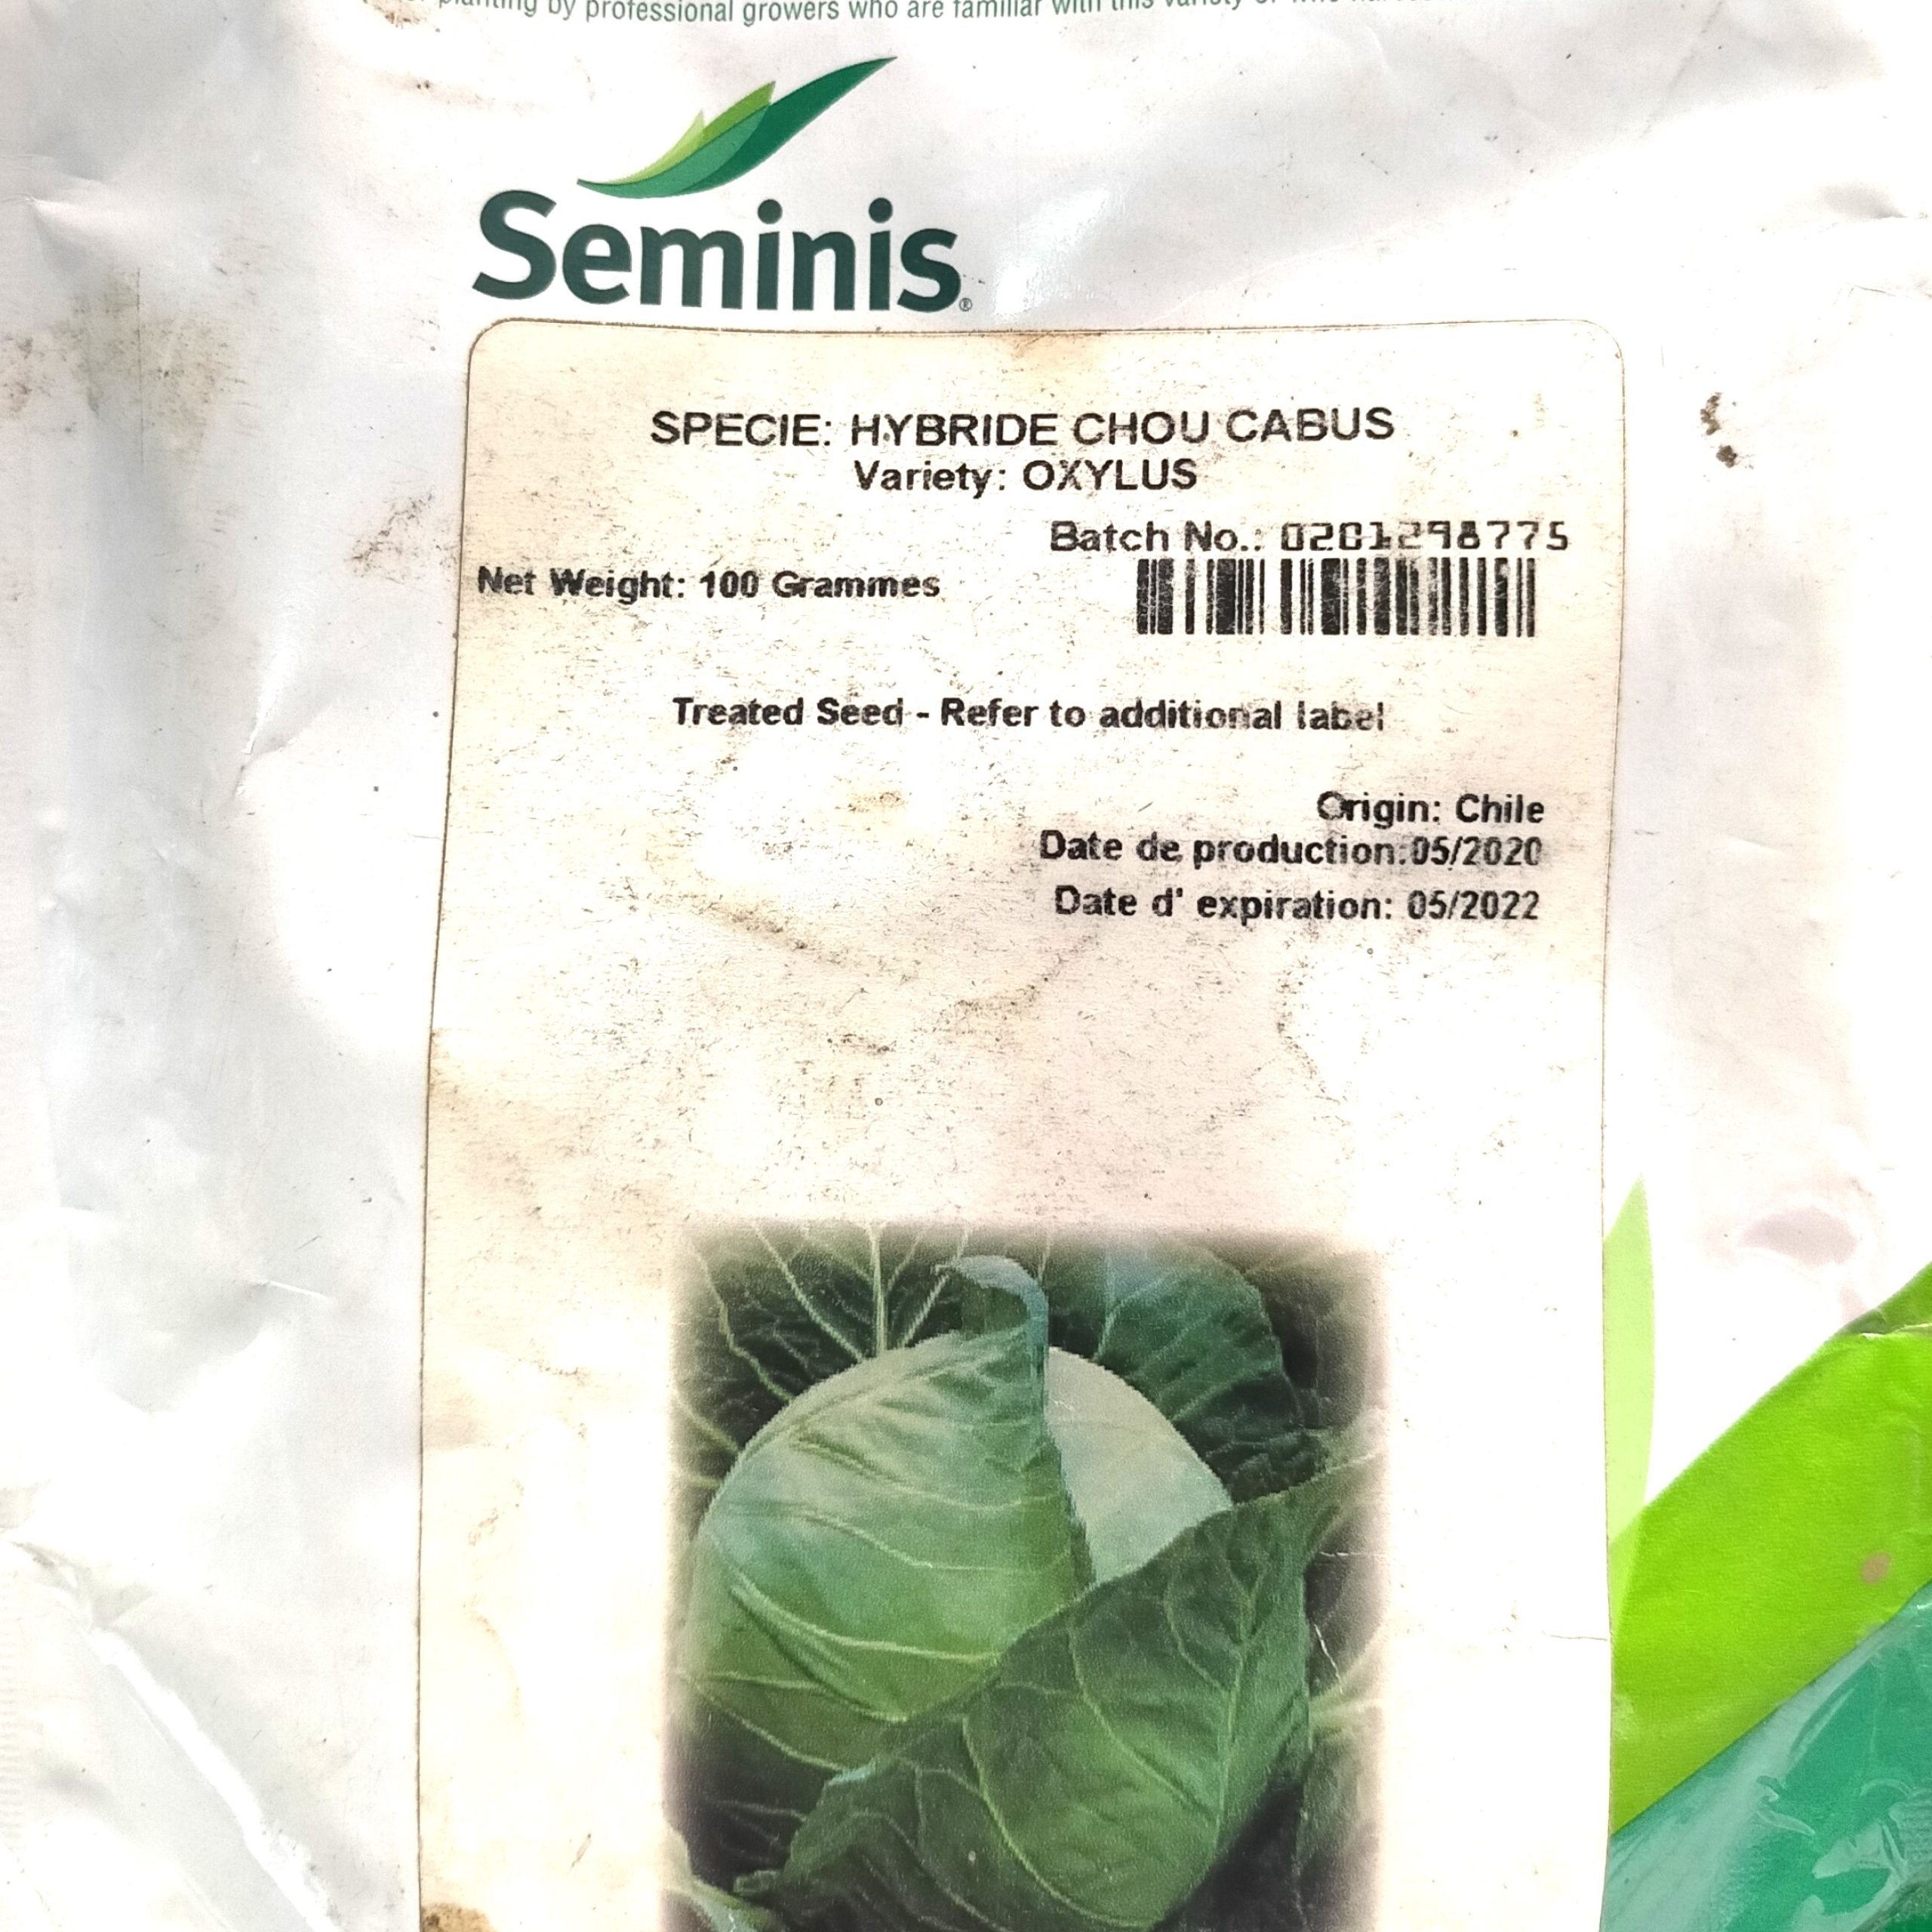 planting by professional growers who are familiar with this variety or who
Seminis®
SPECIE: HYBRIDE CHOU CABUS
Variety: OXYLUS
Batch No.: 0201298775
Net Weight: 100 Grammes
Treated Seed - Refer to additional label
Origin: Chile
Date de production:05/2020
Date d' expiration: 05/2022